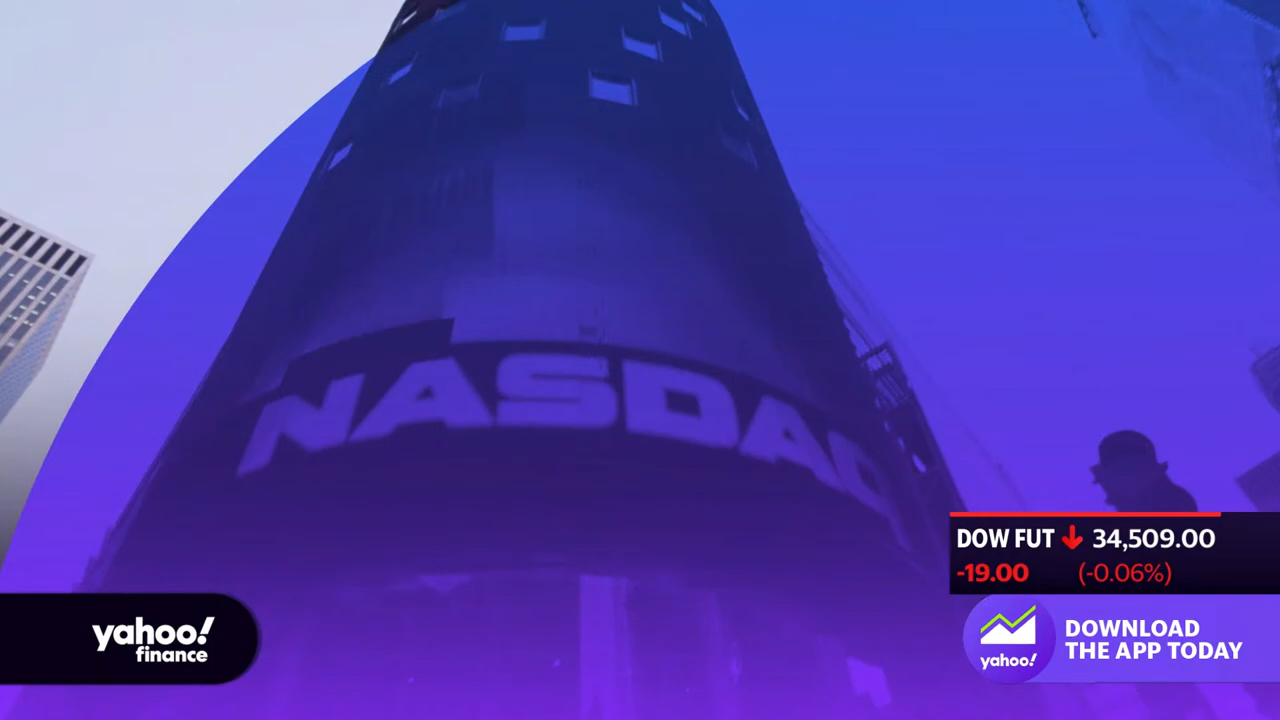 NASDAQ
DOW FUT 34,509.00
-19.00 (-0.06%)
yahoo!
finance
yahoo!
DOWNLOAD
THE APP TODAY